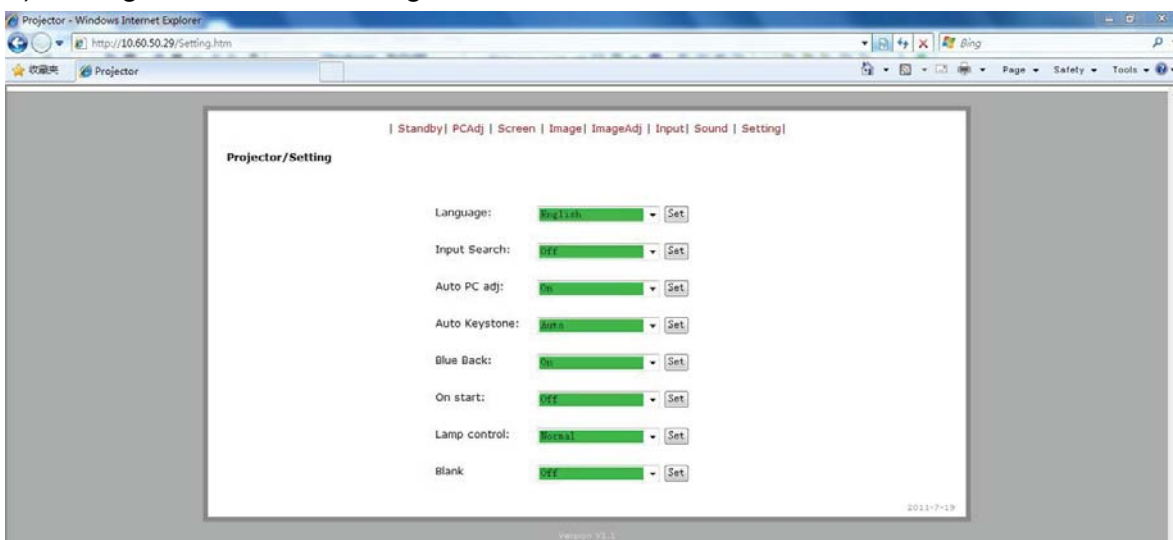 Projector - Windows Internet Explorer
http://10.60.50.29/Setting.htm
Bing
收藏夹 Projector Page Safety Tools
| Standby| PCAdj | Screen | Image| ImageAdj | Input| Sound | Setting|
Projector/Setting
Language: English Set
Input Search: Off Set
Auto PC adj: On Set
Auto Keystone: Auto Set
Blue Back: On Set
On start: Off Set
Lamp control: Normal Set
Blank Off Set
2011-7-19
Version V1.1